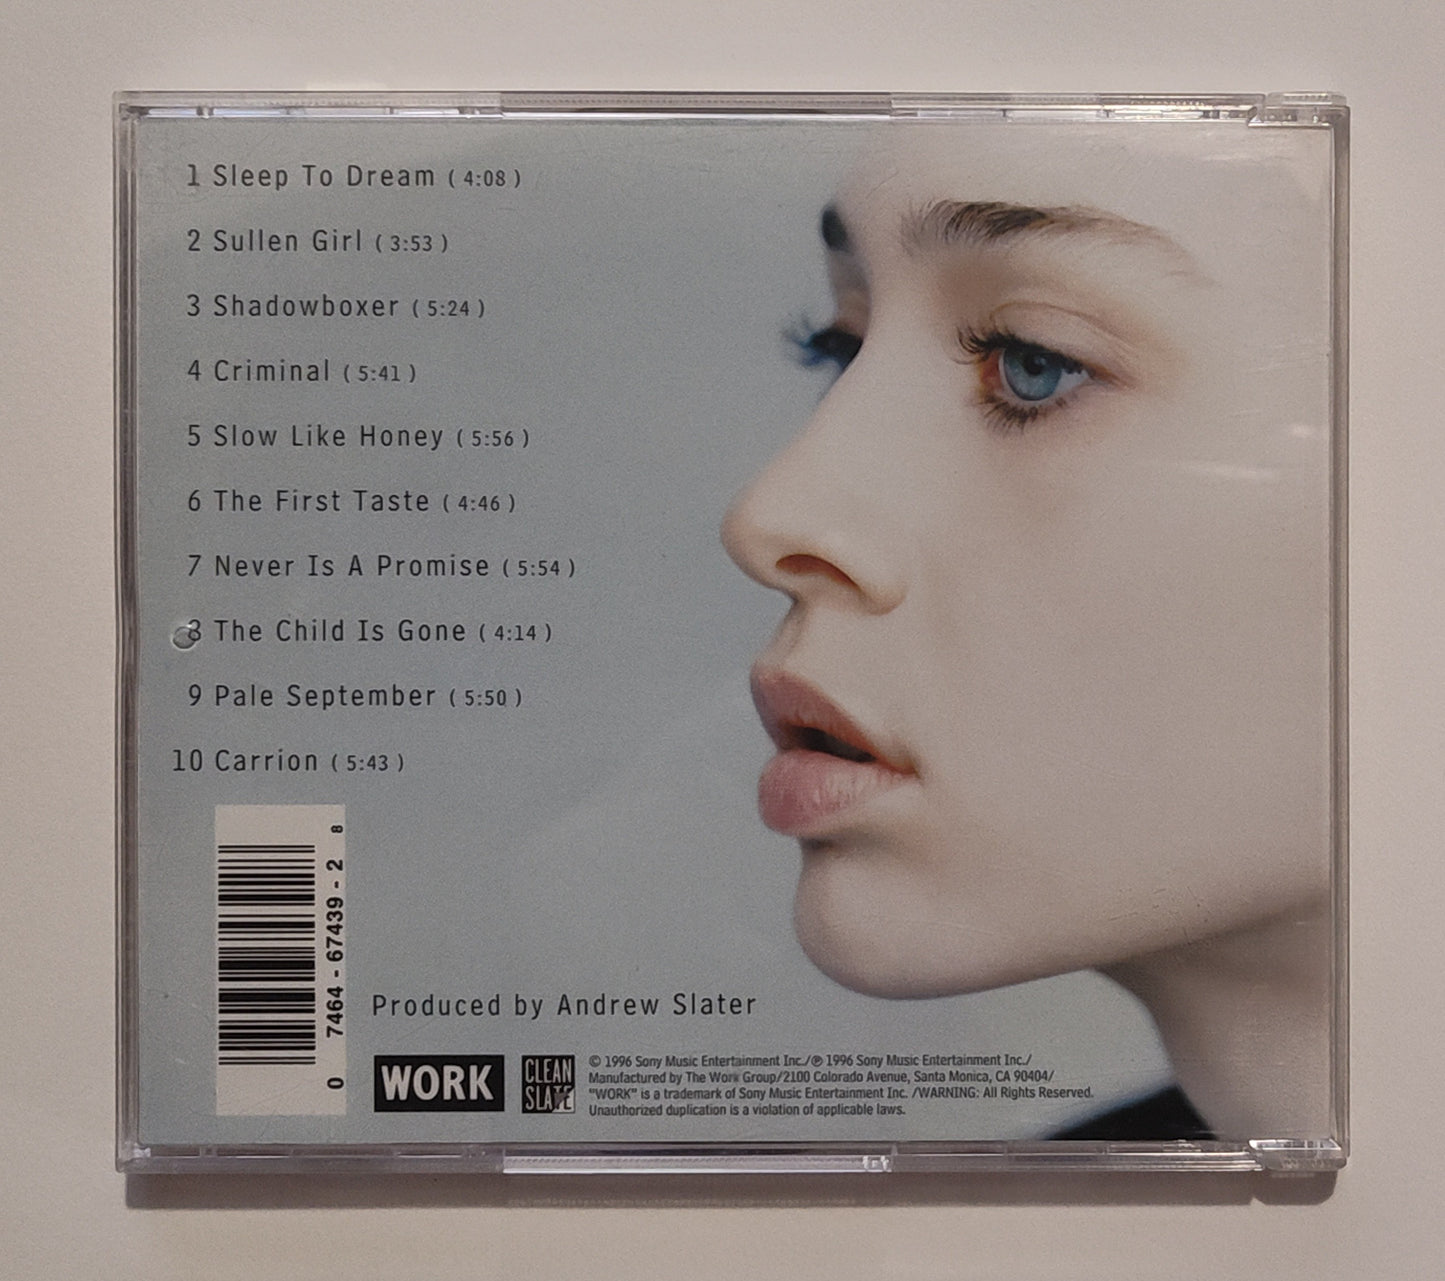 1 Sleep To Dream ( 4:08 )
2 Sullen Girl ( 3:53 )
3 Shadowboxer ( 5:24 )
4 Criminal ( 5:41 )
5 Slow Like Honey ( 5:56 )
6 The First Taste ( 4:46 )
7 Never Is A Promise ( 5:54 )
8 The Child Is Gone ( 4:14 )
9 Pale September ( 5:50 )
10 Carrion ( 5:43 )
0 7464 - 67439 - 2 8
Produced by Andrew Slater
WORK
CLEAN
SLATE
© 1996 Sony Music Entertainment Inc./℗ 1996 Sony Music Entertainment Inc./
Manufactured by The Work Group/2100 Colorado Avenue, Santa Monica, CA 90404/
"WORK" is a trademark of Sony Music Entertainment Inc. /WARNING: All Rights Reserved.
Unauthorized duplication is a violation of applicable laws.